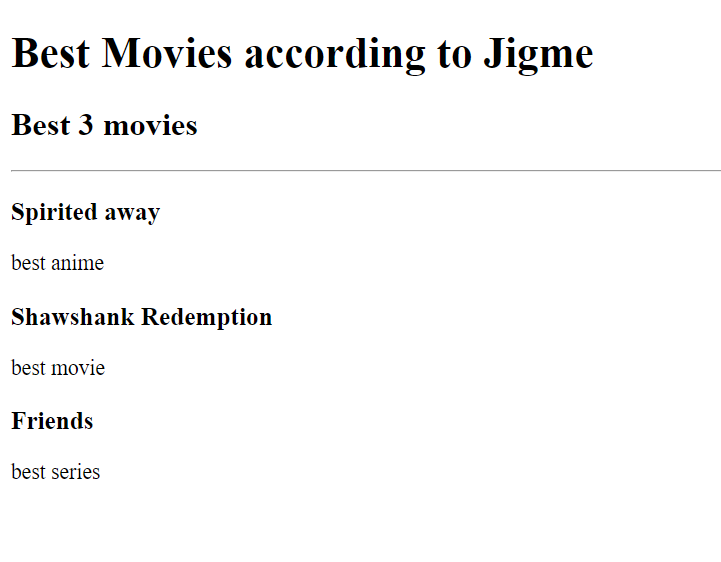 Best Movies according to Jigme
Best 3 movies
Spirited away
best anime
Shawshank Redemption
best movie
Friends
best series